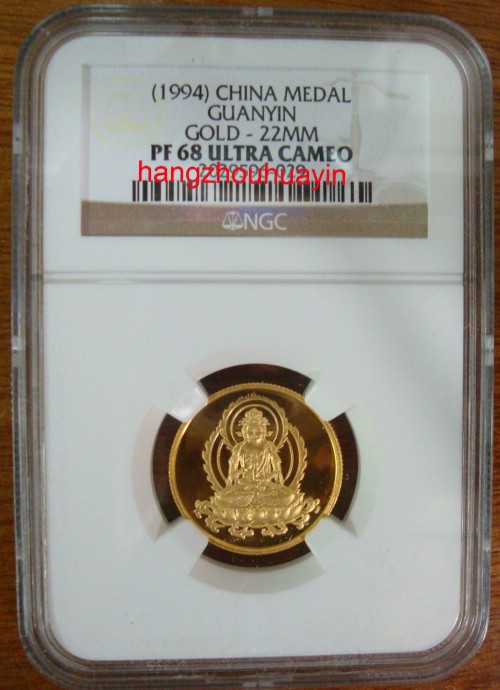 (1994) CHINA MEDAL
GUANYIN
GOLD - 22MM
PF 68 ULTRA CAMEO
hangzhouhuayin
NGC